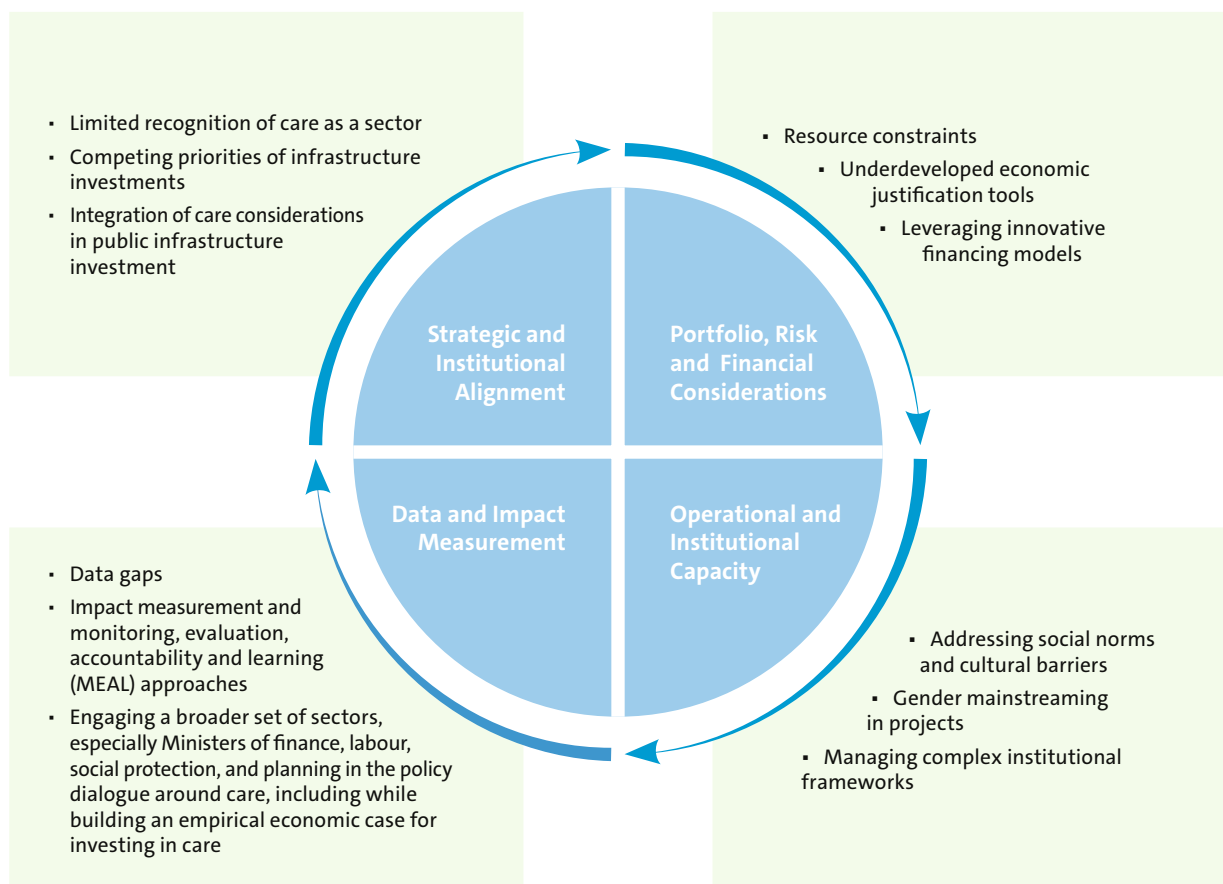 ▪ Limited recognition of care as a sector
▪ Competing priorities of infrastructure
investments
▪ Integration of care considerations
in public infrastructure
investment
▪ Resource constraints
▪ Underdeveloped economic
justification tools
▪ Leveraging innovative
financing models
Strategic and
Institutional
Alignment
Portfolio, Risk
and Financial
Considerations
Data and Impact
Measurement
Operational and
Institutional
Capacity
▪ Data gaps
▪ Impact measurement and
monitoring, evaluation,
accountability and learning
(MEAL) approaches
▪ Engaging a broader set of sectors,
especially Ministers of finance, labour,
social protection, and planning in the policy
dialogue around care, including while
building an empirical economic case for
investing in care
▪ Addressing social norms
and cultural barriers
▪ Gender mainstreaming
in projects
▪ Managing complex institutional
frameworks